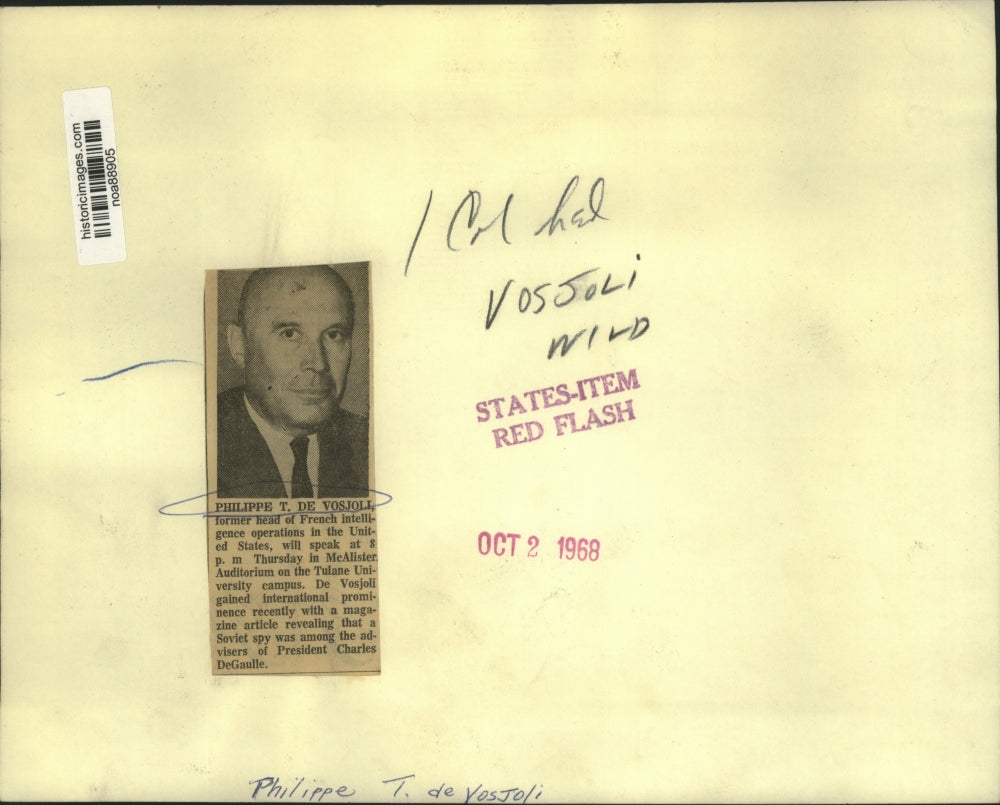 historicimages.com
noa88905
1 Col hed
VOSJOLi
WILD
STATES-ITEM
RED FLASH
OCT 2 1968
PHILIPPE T. DE VOSJOLI,
former head of French intelli-
gence operations in the Unit-
ed States, will speak at 8
p. m Thursday in McAlister
Auditorium on the Tulane Uni-
versity campus. De Vosjoli
gained international promi-
nence recently with a maga-
zine article revealing that a
Soviet spy was among the ad-
visers of President Charles
DeGaulle.
Philippe T. de Vosjoli